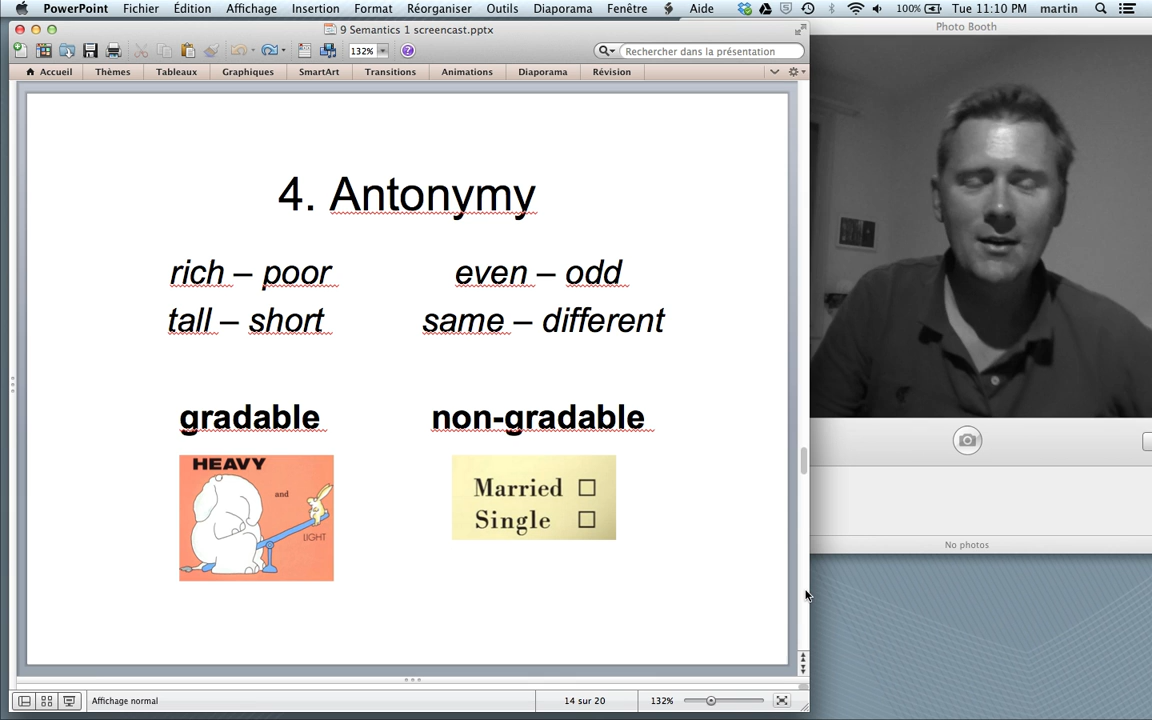 PowerPoint Fichier Édition Affichage Insertion Format Réorganiser Outils Diaporama Fenêtre Aide 100% Tue 11:10 PM martin
9 Semantics 1 screencast.pptx
Photo Booth
132% Rechercher dans la présentation
Accueil Thèmes Tableaux Graphiques SmartArt Transitions Animations Diaporama Révision
4. Antonymy
rich – poor even – odd
tall – short same – different
gradable non-gradable
HEAVY
and
LIGHT
Married
Single
No photos
Affichage normal 14 sur 20 132%